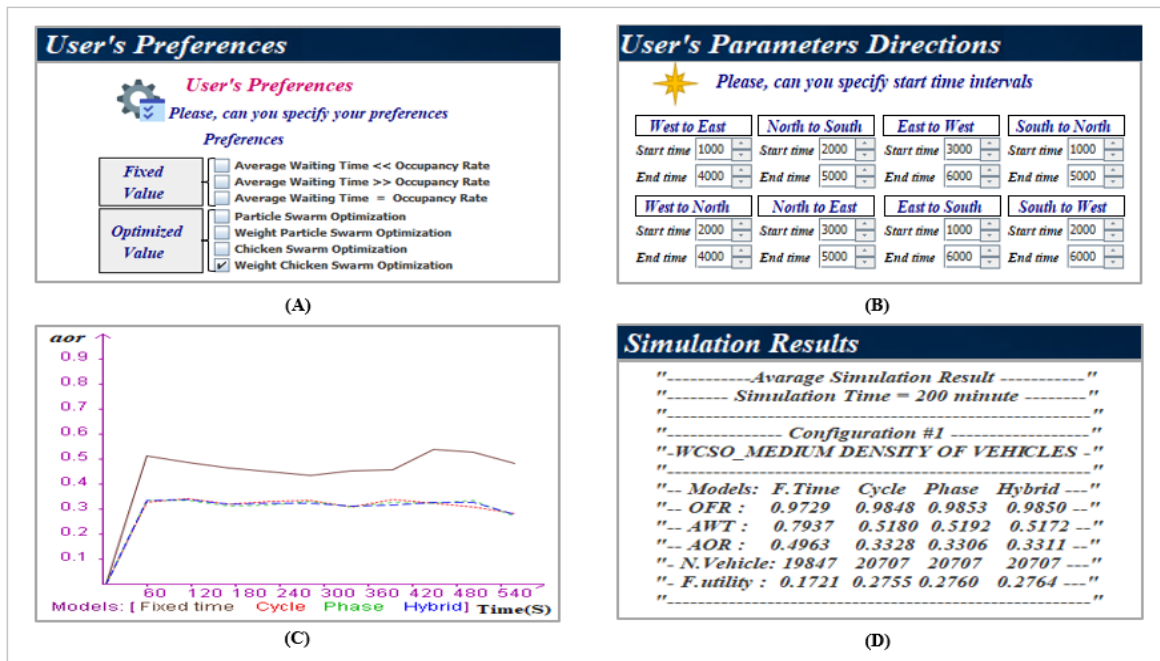 User's Preferences
User's Preferences
Please, can you specify your preferences
Preferences
Fixed Value
Average Waiting Time << Occupancy Rate
Average Waiting Time >> Occupancy Rate
Average Waiting Time = Occupancy Rate
Optimized Value
Particle Swarm Optimization
Weight Particle Swarm Optimization
Chicken Swarm Optimization
Weight Chicken Swarm Optimization
(A)
User's Parameters Directions
Please, can you specify start time intervals
West to East North to South East to West South to North
Start time 1000 Start time 2000 Start time 3000 Start time 1000
End time 4000 End time 5000 End time 6000 End time 5000
West to North North to East East to South South to West
Start time 2000 Start time 3000 Start time 1000 Start time 2000
End time 4000 End time 5000 End time 6000 End time 6000
(B)
aor
0.9
0.8
0.7
0.6
0.5
0.4
0.3
0.2
0.1
60 120 180 240 300 360 420 480 540
Models: [ Fixed time Cycle Phase Hybrid] Time(S)
(C)
Simulation Results
"-----------Avarage Simulation Result -----------"
"-------- Simulation Time = 200 minute --------"
"-----------------------------------------------------"
"--------------- Configuration #1 ------------------"
"-WCSO_MEDIUM DENSITY OF VEHICLES -"
"-----------------------------------------------------"
"-- Models: F.Time Cycle Phase Hybrid ---"
"-- OFR : 0.9729 0.9848 0.9853 0.9850 --"
"-- AWT : 0.7937 0.5180 0.5192 0.5172 --"
"-- AOR : 0.4963 0.3328 0.3306 0.3311 --"
"- N.Vehicle: 19847 20707 20707 20707 ---"
"- F.utility : 0.1721 0.2755 0.2760 0.2764 ---"
"-----------------------------------------------------"
(D)